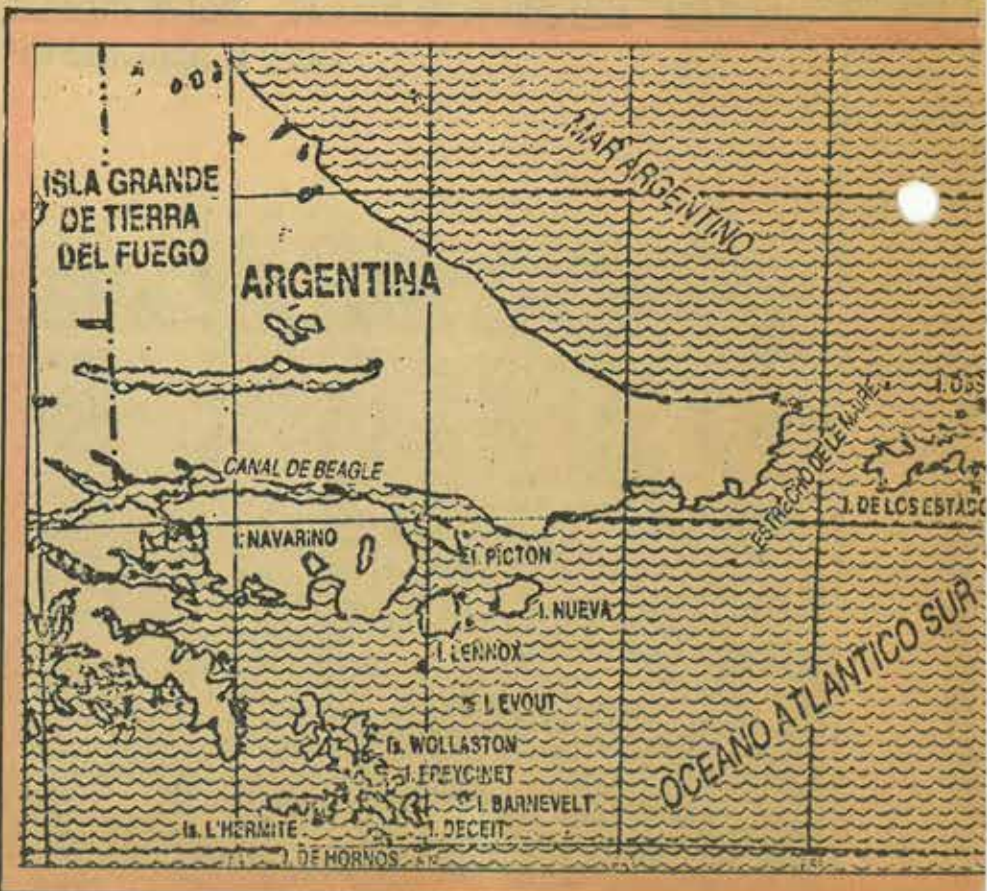 MAR ARGENTINO
ISLA GRANDE
DE TIERRA
DEL FUEGO
ARGENTINA
ESTRECHO DE LE MAIRE
CANAL DE BEAGLE
I. DE LOS ESTADO
I. NAVARINO
I. PICTON
I. NUEVA
I. LENNOX
OCEANO ATLANTICO SUR
I. EVOUT
Is. WOLLASTON
I. FREYCINET
I. BARNEVELT
Is. L'HERMITE
I. DECEIT
I. DE HORNOS